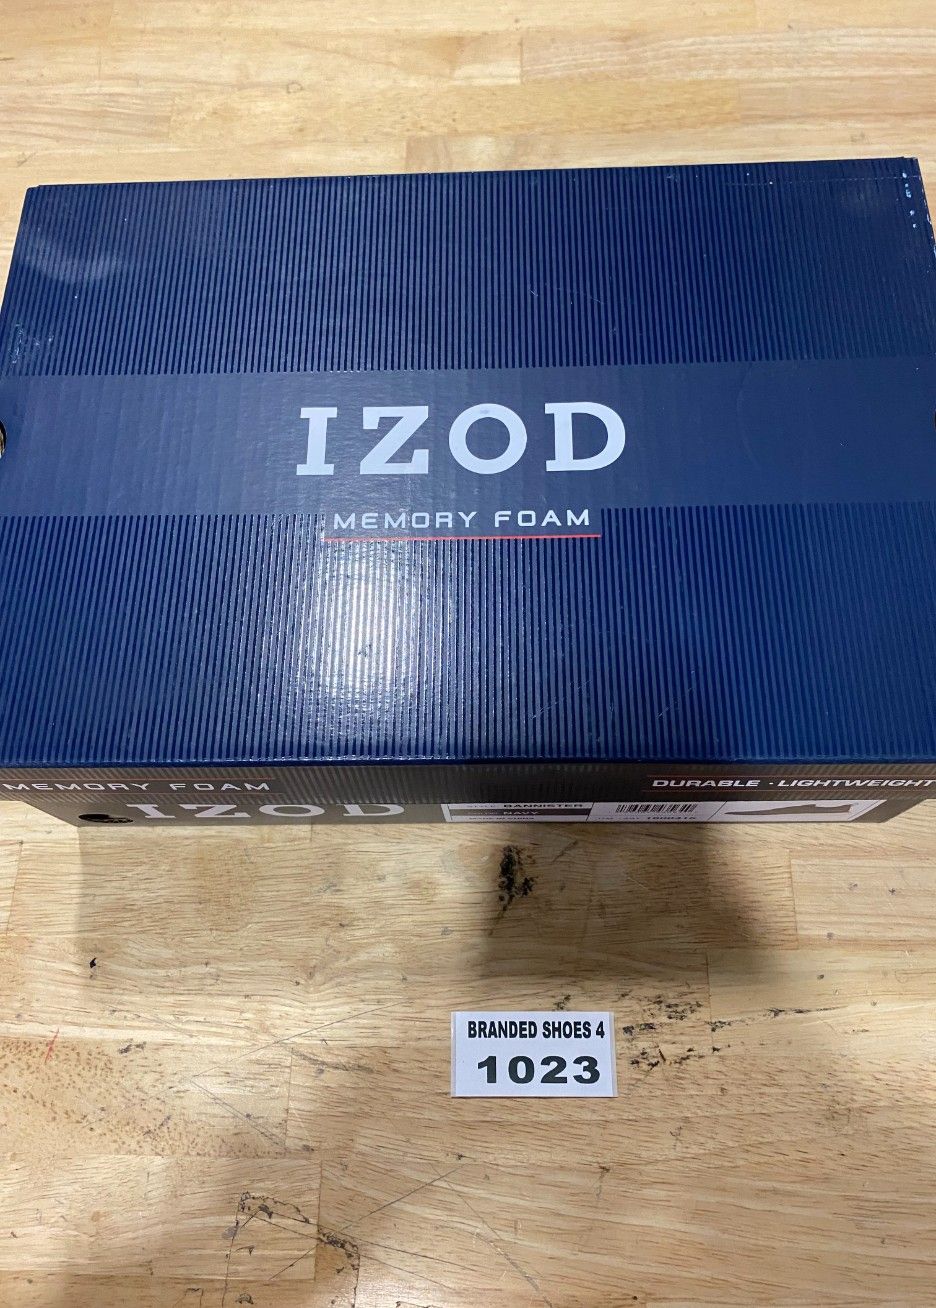 IZOD
MEMORY FOAM
MEMORY FOAM
DURABLE - LIGHTWEIGHT
IZOD
BANNISTER
NAVY
BRANDED SHOES 4
1023